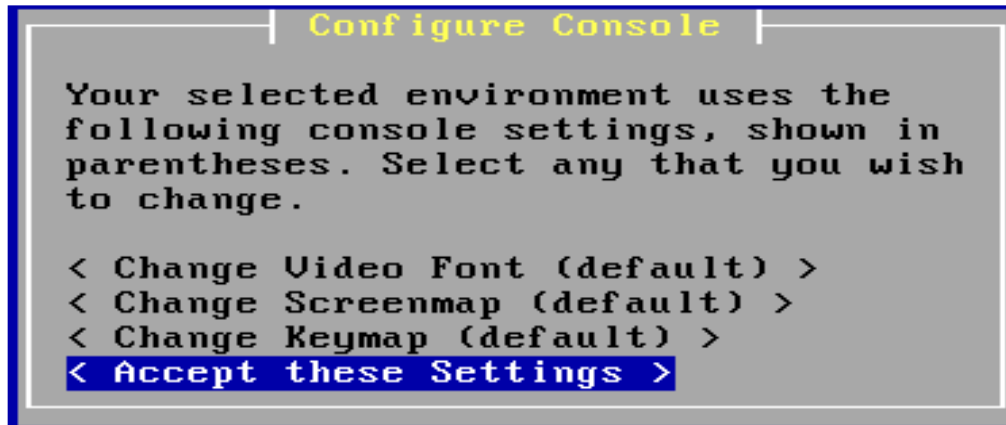 Configure Console
Your selected environment uses the
following console settings, shown in
parentheses. Select any that you wish
to change.
< Change Video Font (default) >
< Change Screenmap (default) >
< Change Keymap (default) >
< Accept these Settings >